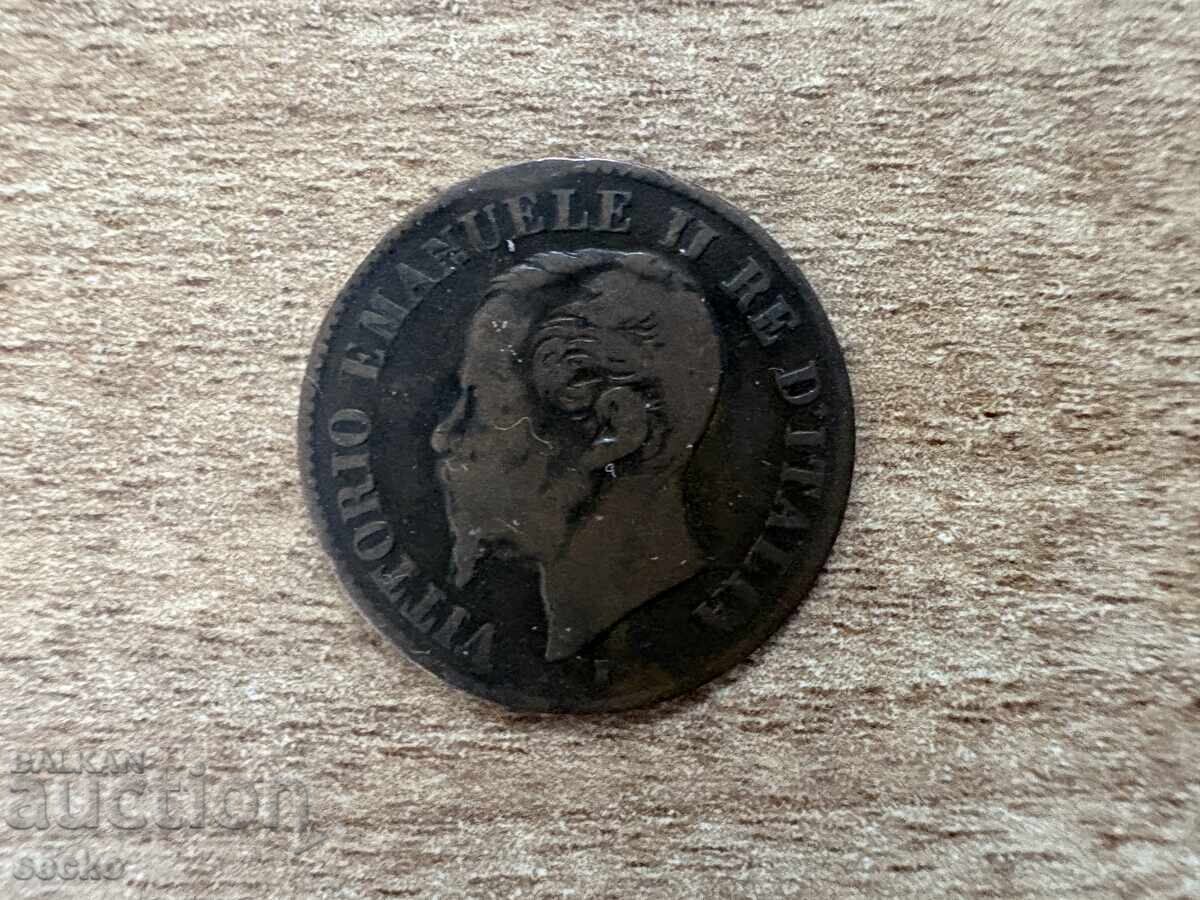 VITTORIO EMANUELE II RE D'ITALIA
BALKAN
auction
secko